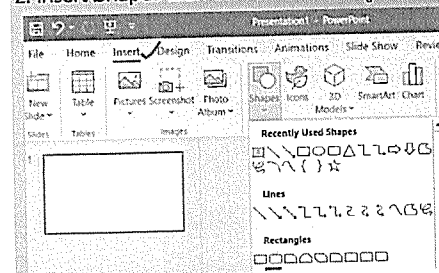 Presentation1 - PowerPoint
File Home Insert Design Transitions Animations Slide Show
New Slide Table Pictures Screenshot Photo Album Shapes Icons 3D Models SmartArt Chart
Slides Tables Images
Recently Used Shapes
1
Lines
Rectangles